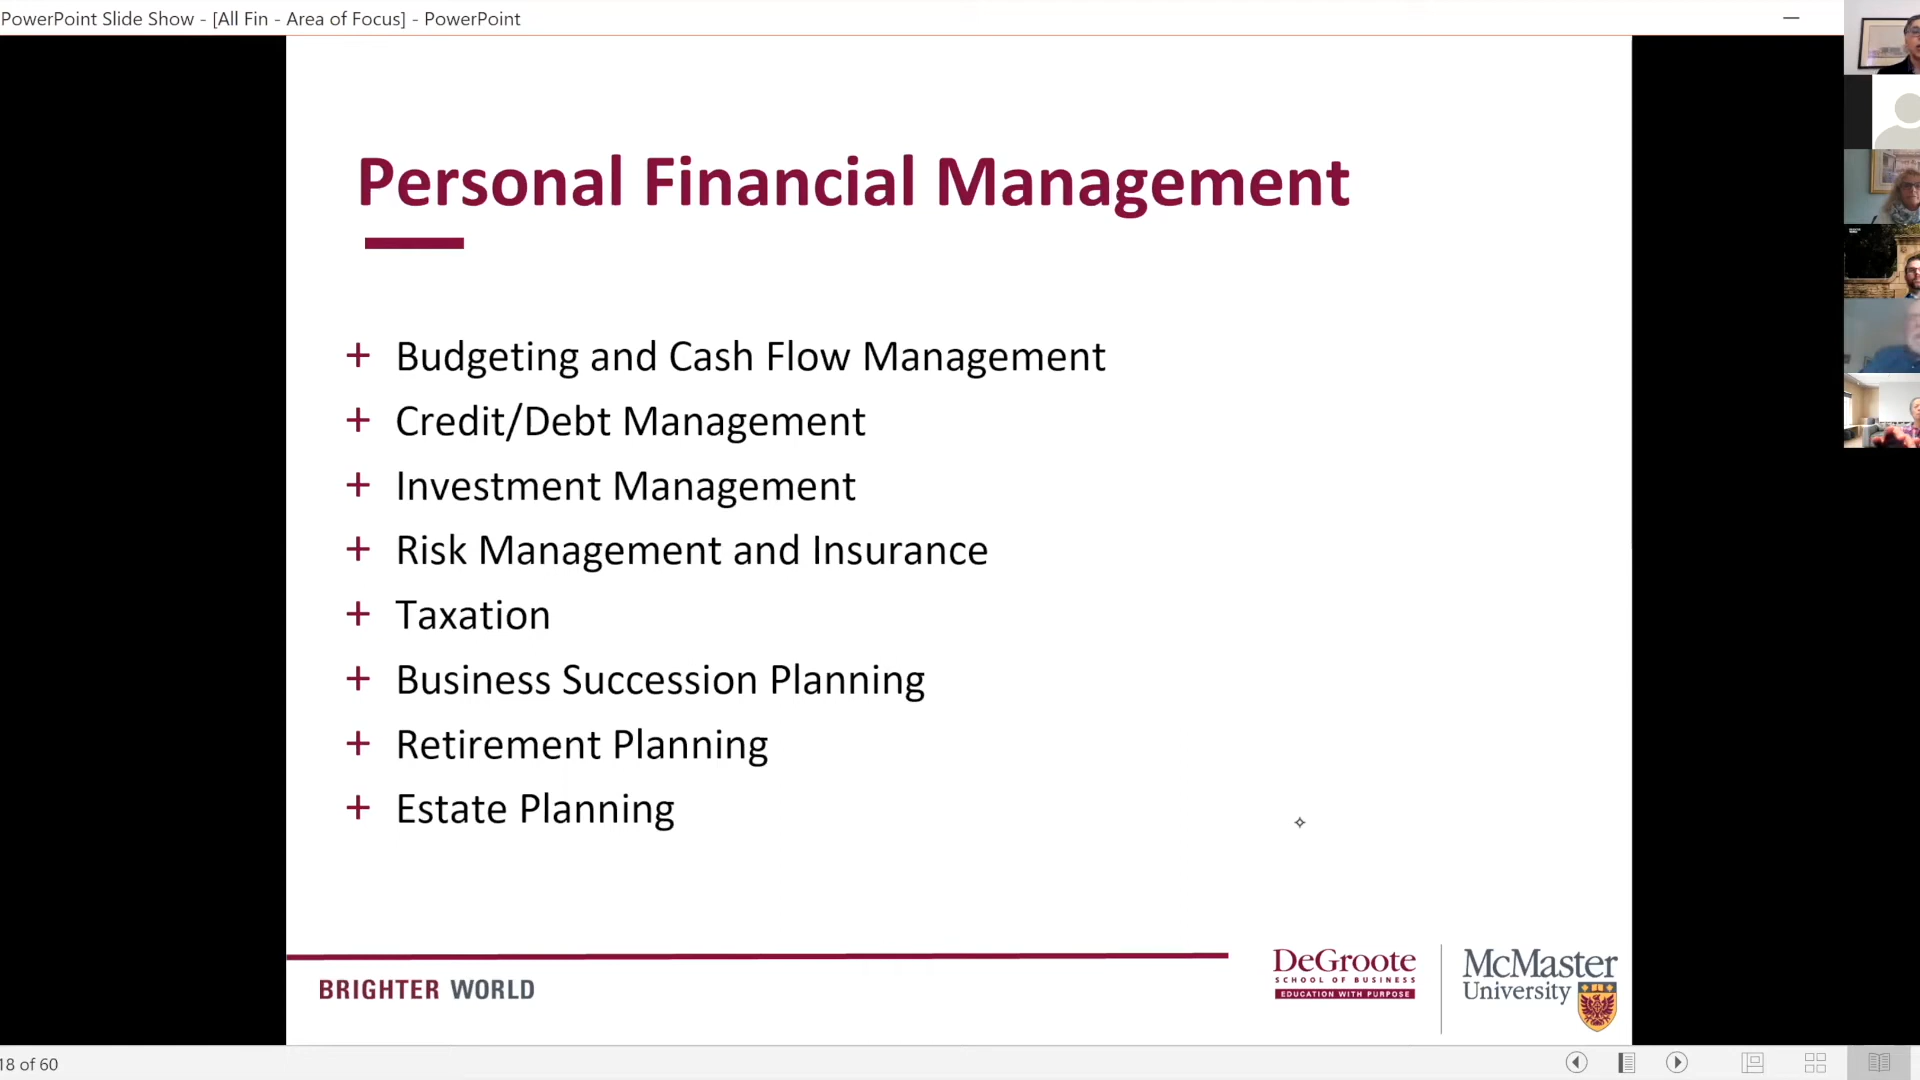 PowerPoint Slide Show - [All Fin - Area of Focus] - PowerPoint
Personal Financial Management
+ Budgeting and Cash Flow Management
+ Credit/Debt Management
+ Investment Management
+ Risk Management and Insurance
+ Taxation
+ Business Succession Planning
+ Retirement Planning
+ Estate Planning
BRIGHTER WORLD
DeGroote
SCHOOL OF BUSINESS
EDUCATION WITH PURPOSE
McMaster
University
18 of 60